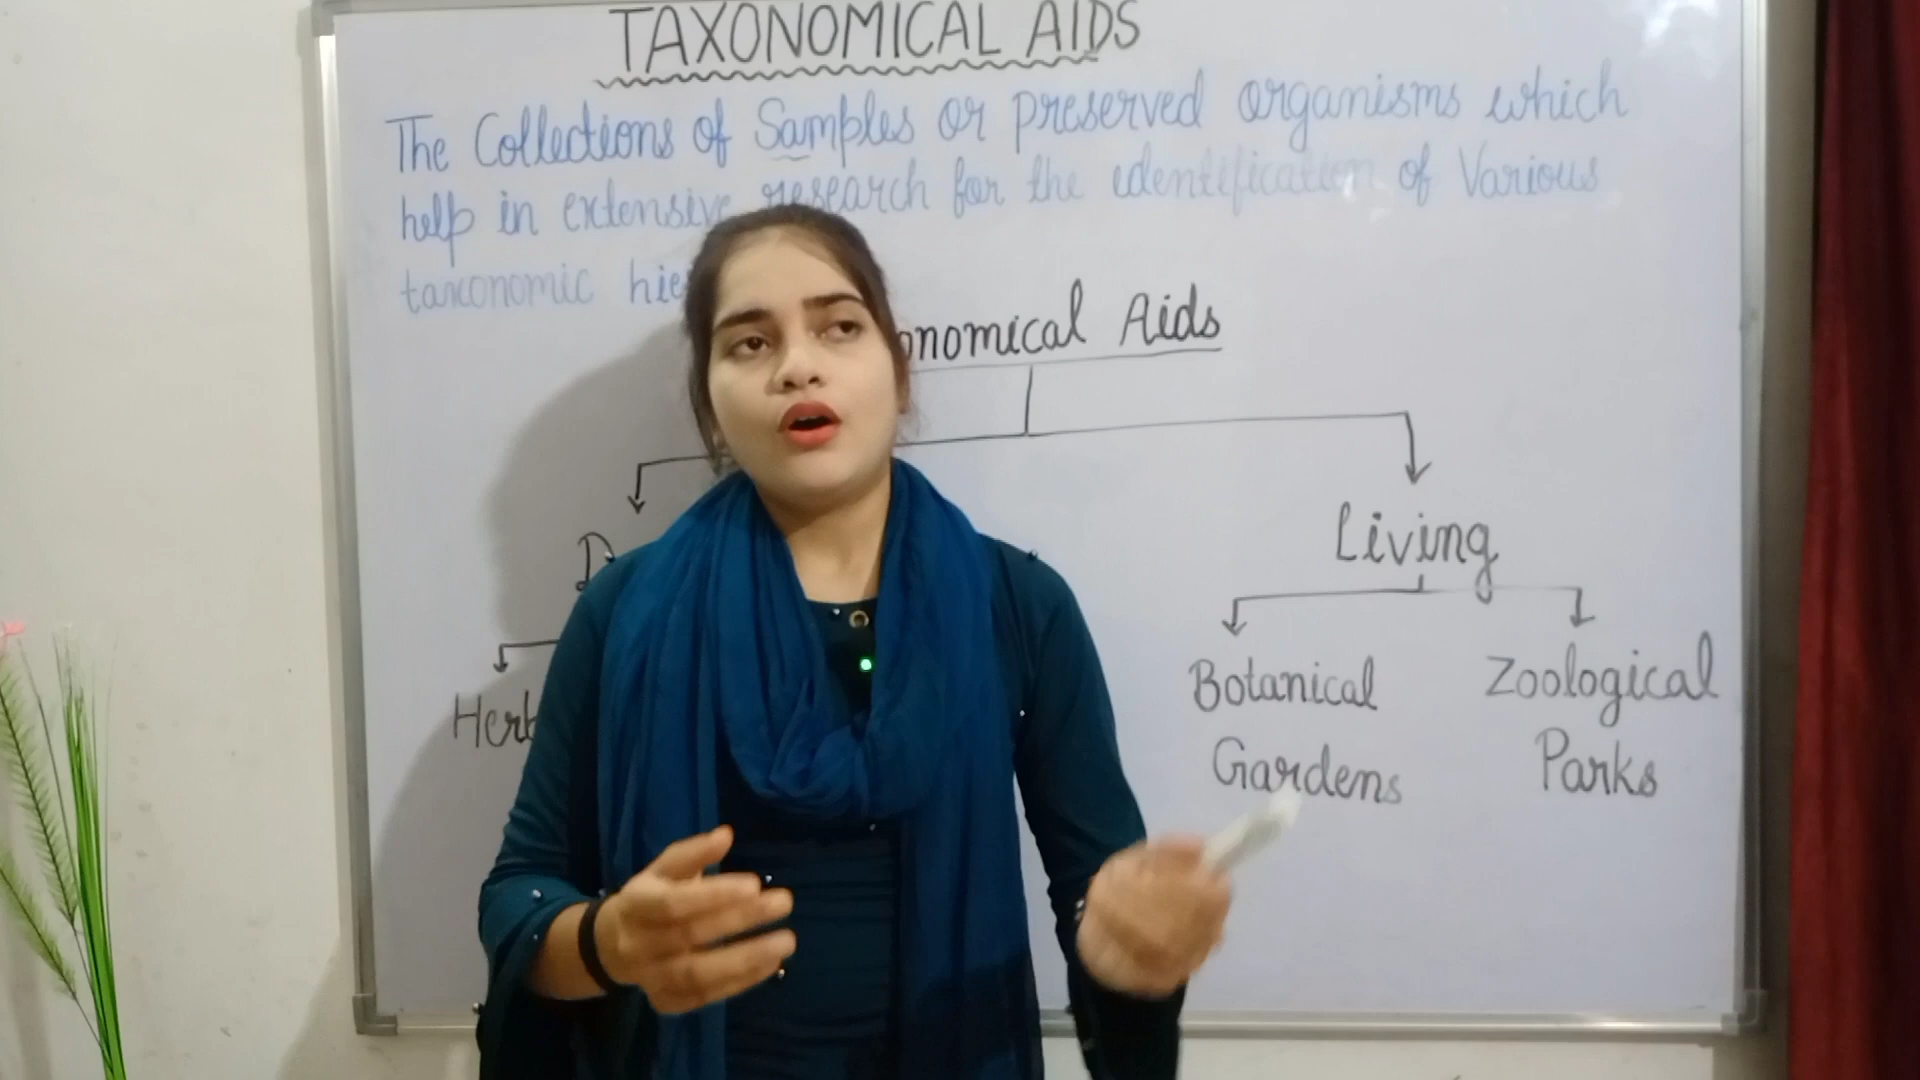 TAXONOMICAL AIDS
The Collections of Samples or preserved organisms which
help in extensive research for the identification of Various
taxonomic
Aids
Living
Botanical Zoological
Gardens Parks